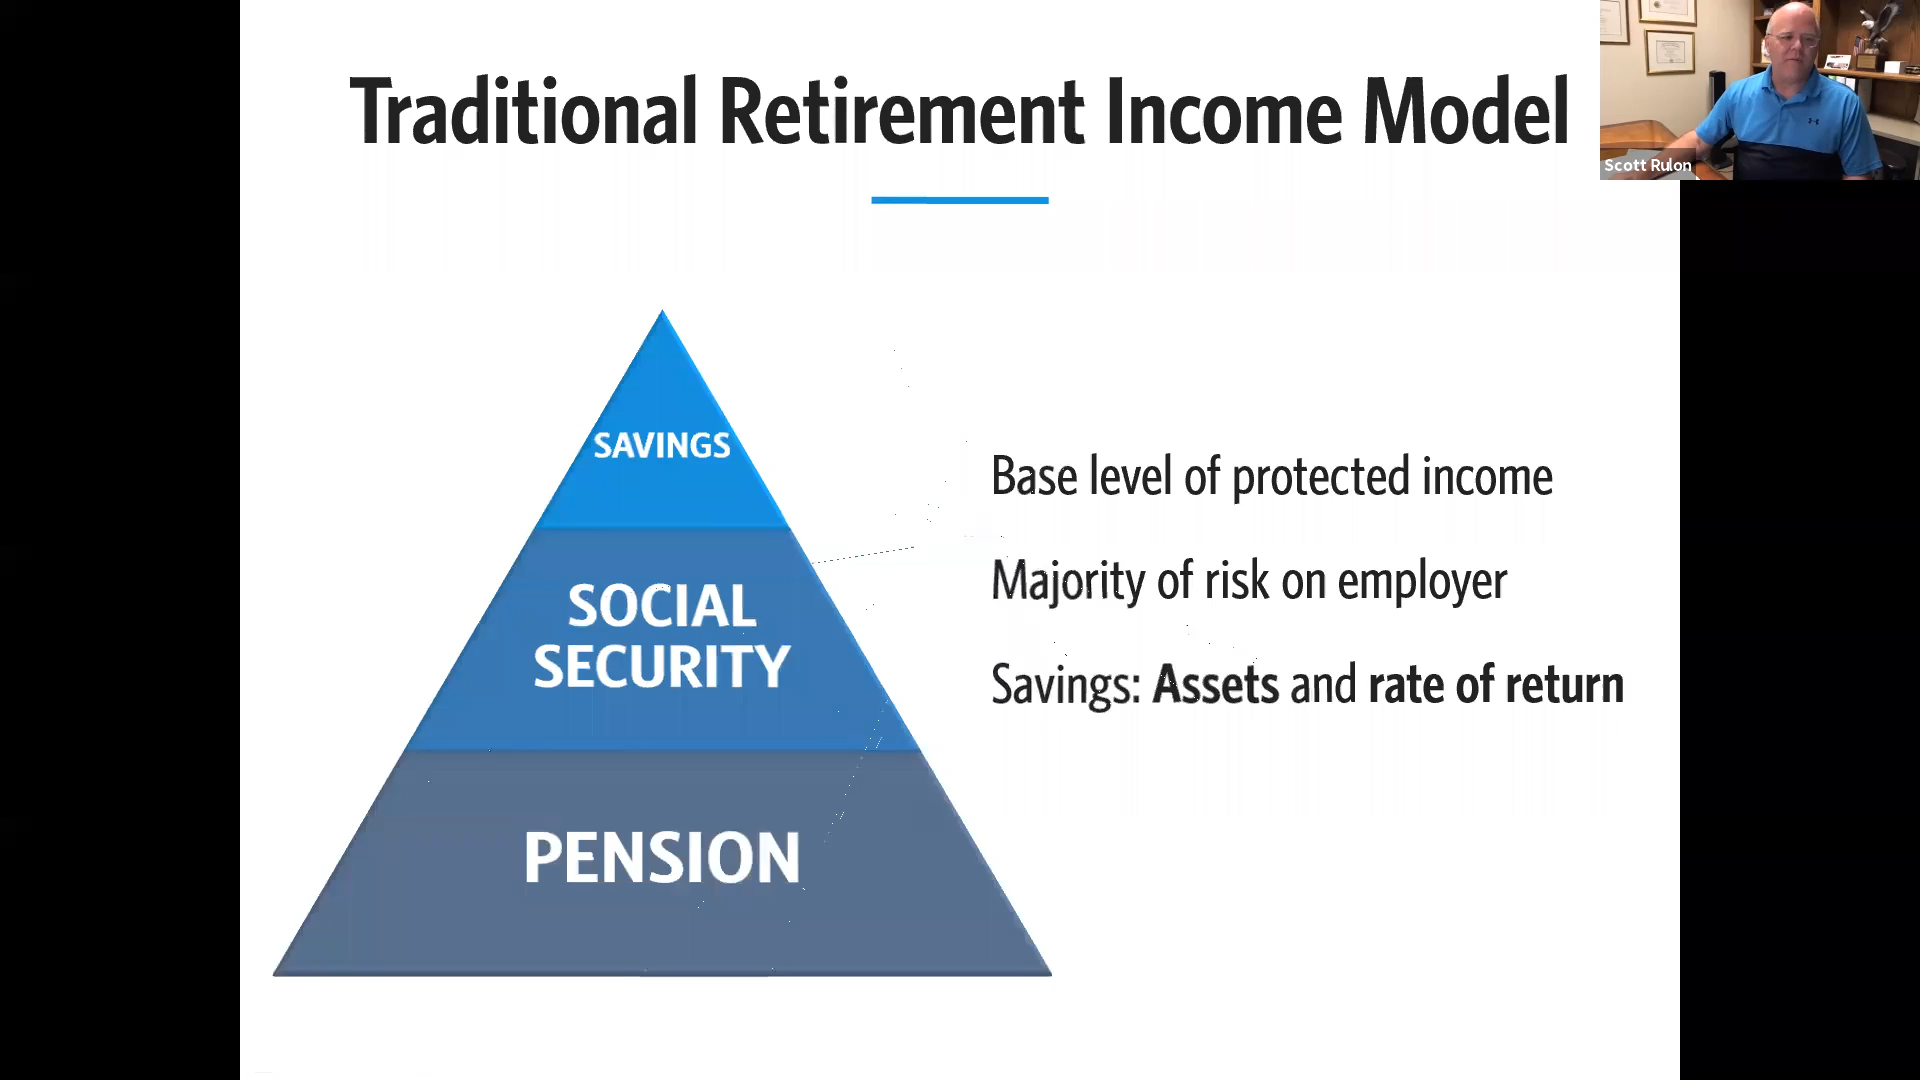 Traditional Retirement Income Model
Scott Rulon
SAVINGS
SOCIAL
SECURITY
PENSION
Base level of protected income
Majority of risk on employer
Savings: Assets and rate of return